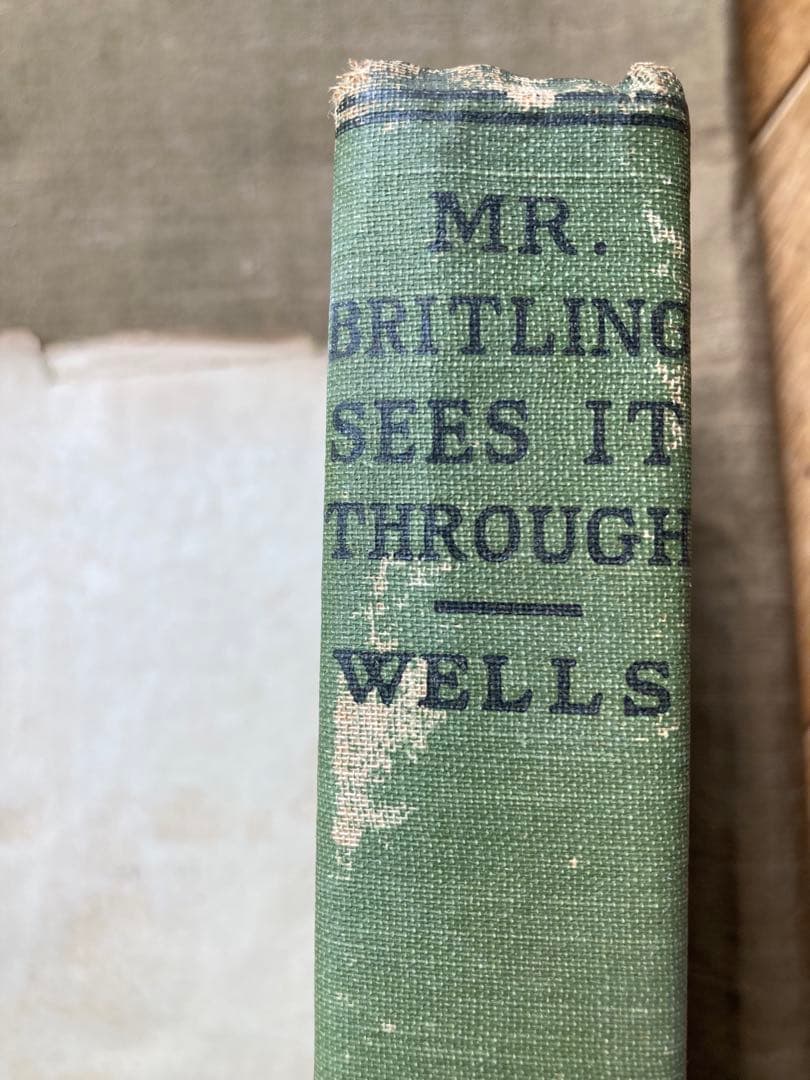 MR.
BRITLING
SEES IT
THROUGH
WELLS